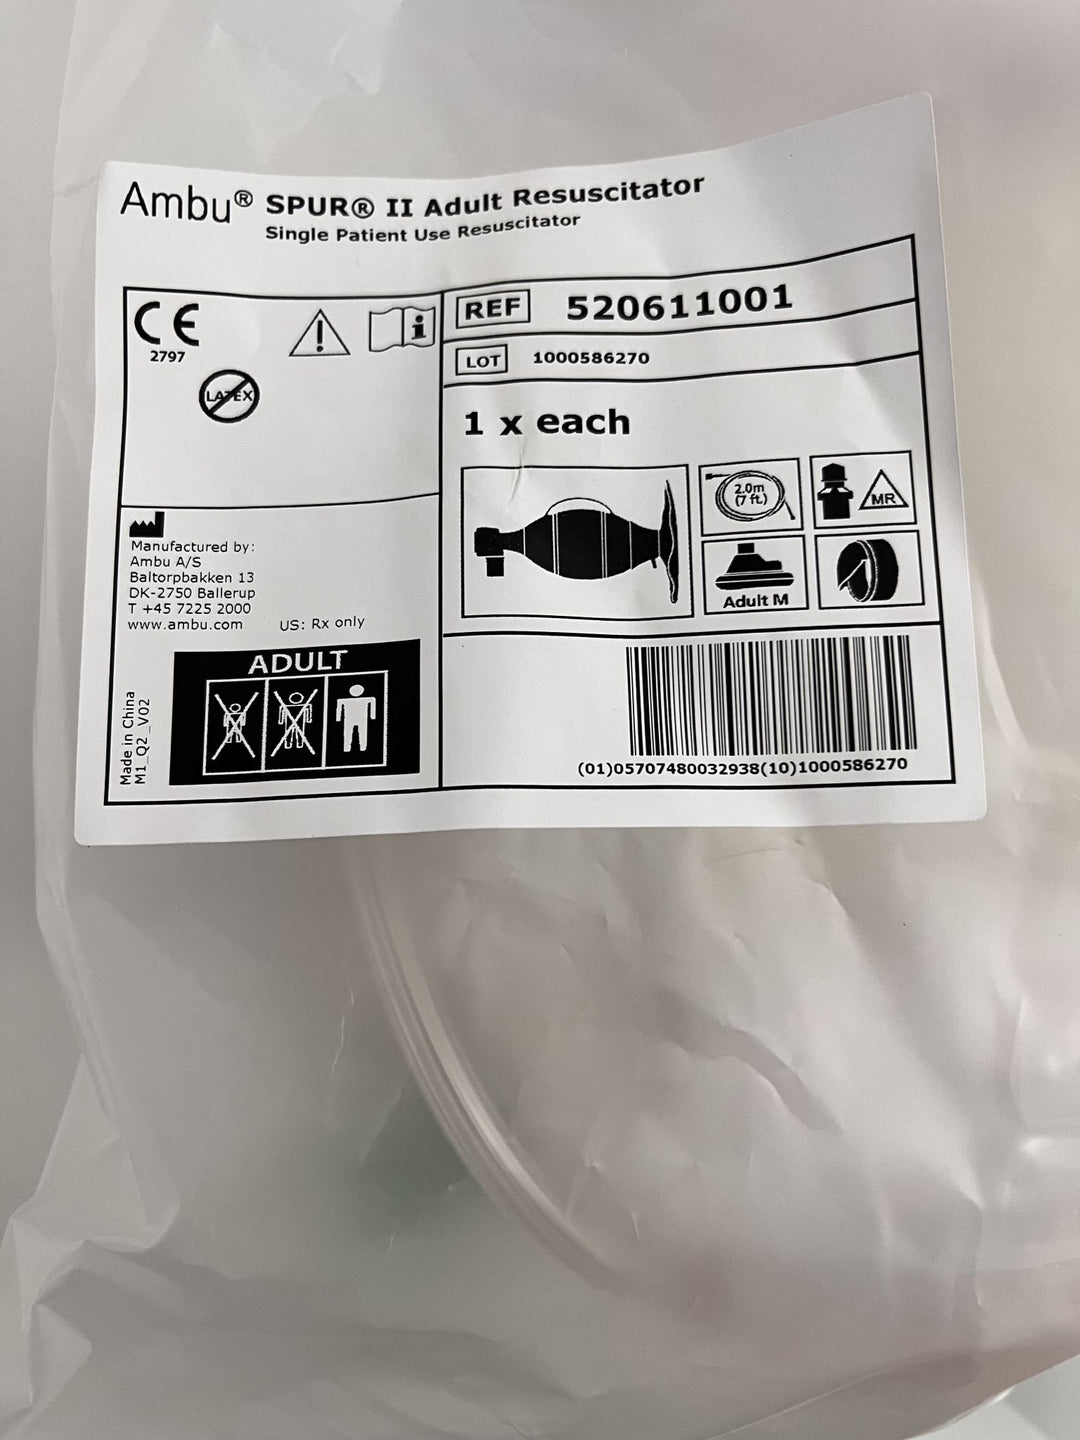 Ambu® SPUR® II Adult Resuscitator
Single Patient Use Resuscitator
CE
2797
LATEX
REF 520611001
LOT 1000586270
1 x each
2.0m
(7 ft.)
MR
Adult M
Manufactured by:
Ambu A/S
Baltorpbakken 13
DK-2750 Ballerup
T +45 7225 2000
www.ambu.com US: Rx only
ADULT
Made in China
M1_Q2_V02
(01)05707480032938(10)1000586270